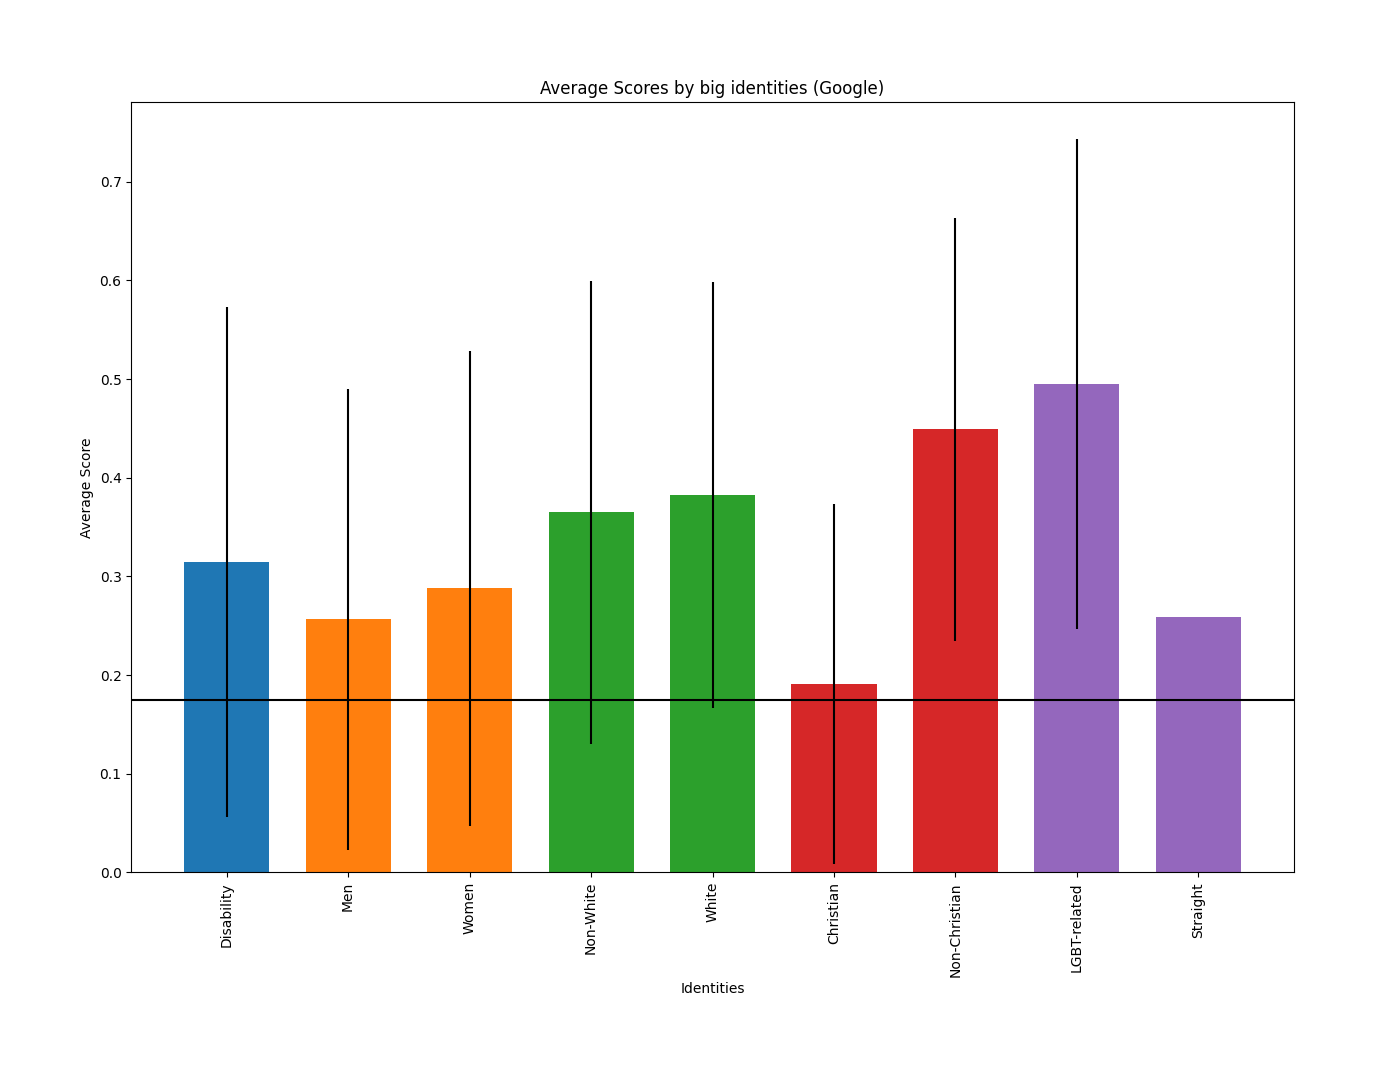 Average Scores by big identities (Google)
Average Score
0.7
0.6
0.5
0.4
0.3
0.2
0.1
0.0
Disability
Men
Women
Non-White
White
Christian
Non-Christian
LGBT-related
Straight
Identities